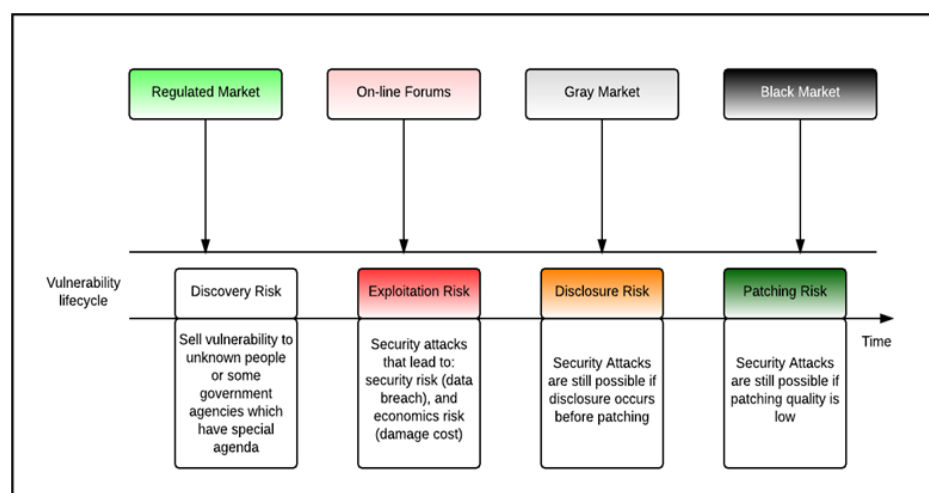 Regulated Market
On-line Forums
Gray Market
Black Market
Vulnerability
lifecycle
Discovery Risk
Exploitation Risk
Disclosure Risk
Patching Risk
Time
Sell vulnerability to
unknown people
or some
government
agencies which
have special
agenda
Security attacks
that lead to:
security risk (data
breach), and
economics risk
(damage cost)
Security Attacks
are still possible if
disclosure occurs
before patching
Security Attacks
are still possible if
patching quality is
low